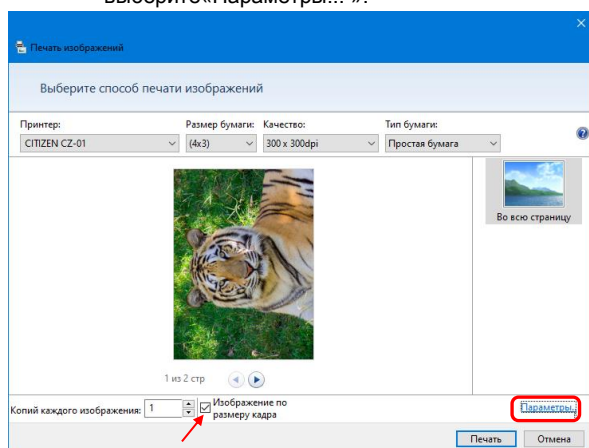 выберите «Параметры... ».
Печать изображений
Выберите способ печати изображений
Принтер: Размер бумаги: Качество: Тип бумаги:
CITIZEN CZ-01 (4x3) 300 x 300dpi Простая бумага
Во всю страницу
1 из 2 стр
Копий каждого изображения: 1 Изображение по
размеру кадра
Параметры...
Печать Отмена